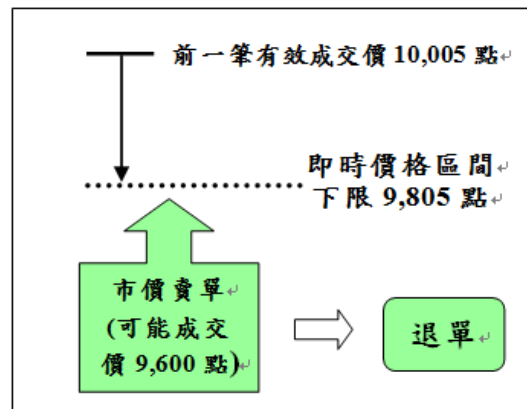 前一筆有效成交價 10,005 點
即時價格區間
下限 9,805 點
市價賣單
(可能成交
價 9,600 點)
退單